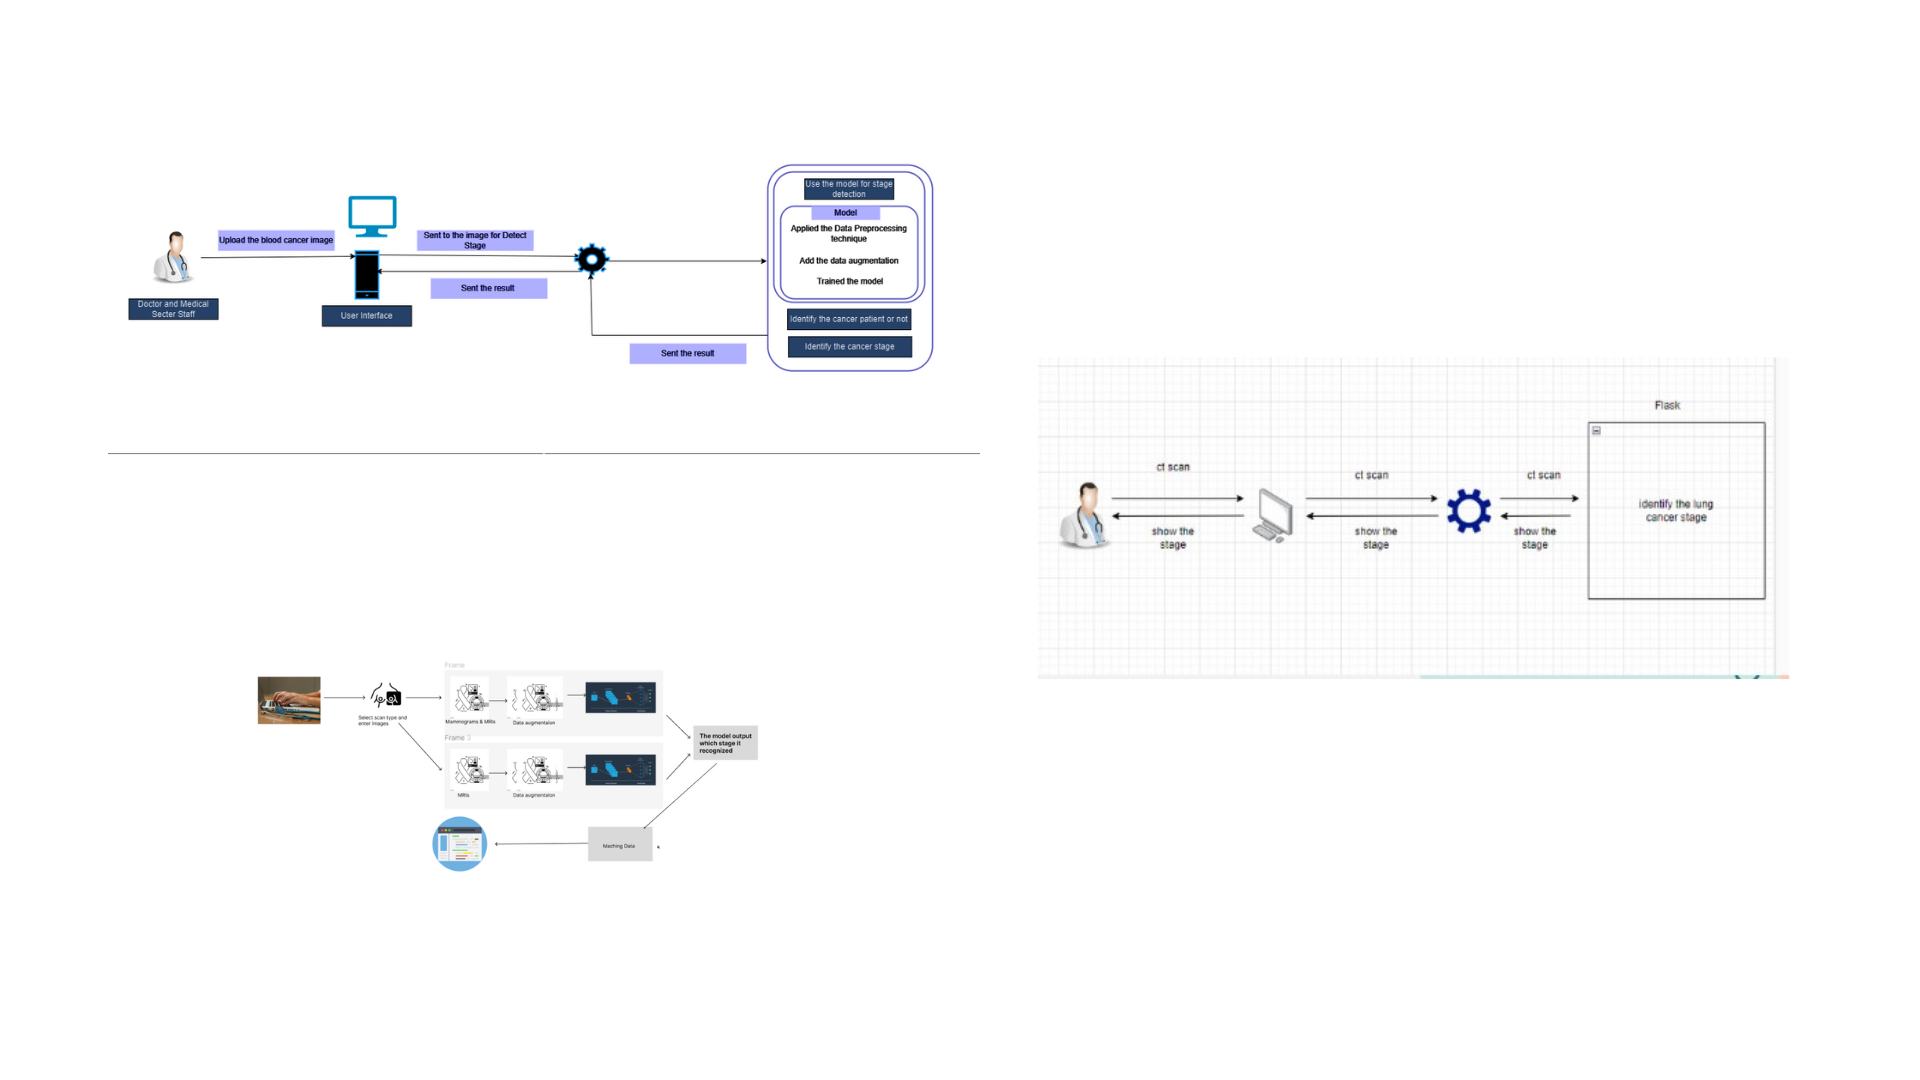 Use the model for stage
detection
Model
Applied the Data Preprocessing
technique
Add the data augmentation
Trained the model
Identify the cancer patient or not
Identify the cancer stage
Upload the blood cancer image
Sent to the image for Detect
Stage
Sent the result
Doctor and Medical
Secter Staff
User Interface
Sent the result
Flask
ct scan
ct scan
ct scan
identify the lung
cancer stage
show the
stage
show the
stage
show the
stage
Frame
Select scan type and
enter Images
Mammograms & MRIs
Data augmentaion
Frame 3
MRIs
Data augmentaion
The model output
which stage it
recognized
Maching Data